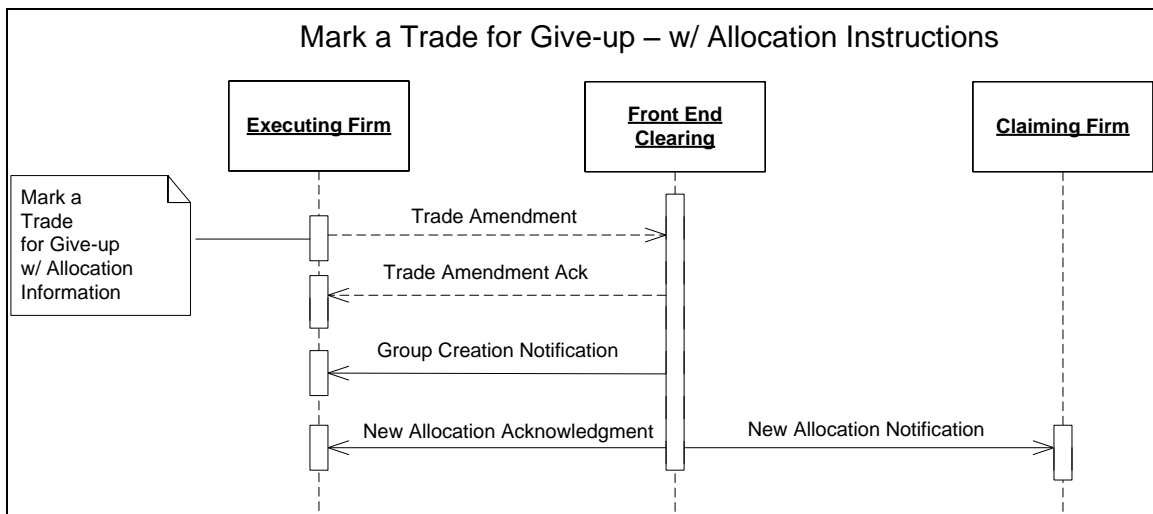 Mark a Trade for Give-up – w/ Allocation Instructions
Executing Firm
Front End
Clearing
Claiming Firm
Mark a
Trade
for Give-up
w/ Allocation
Information
Trade Amendment
Trade Amendment Ack
Group Creation Notification
New Allocation Acknowledgment
New Allocation Notification